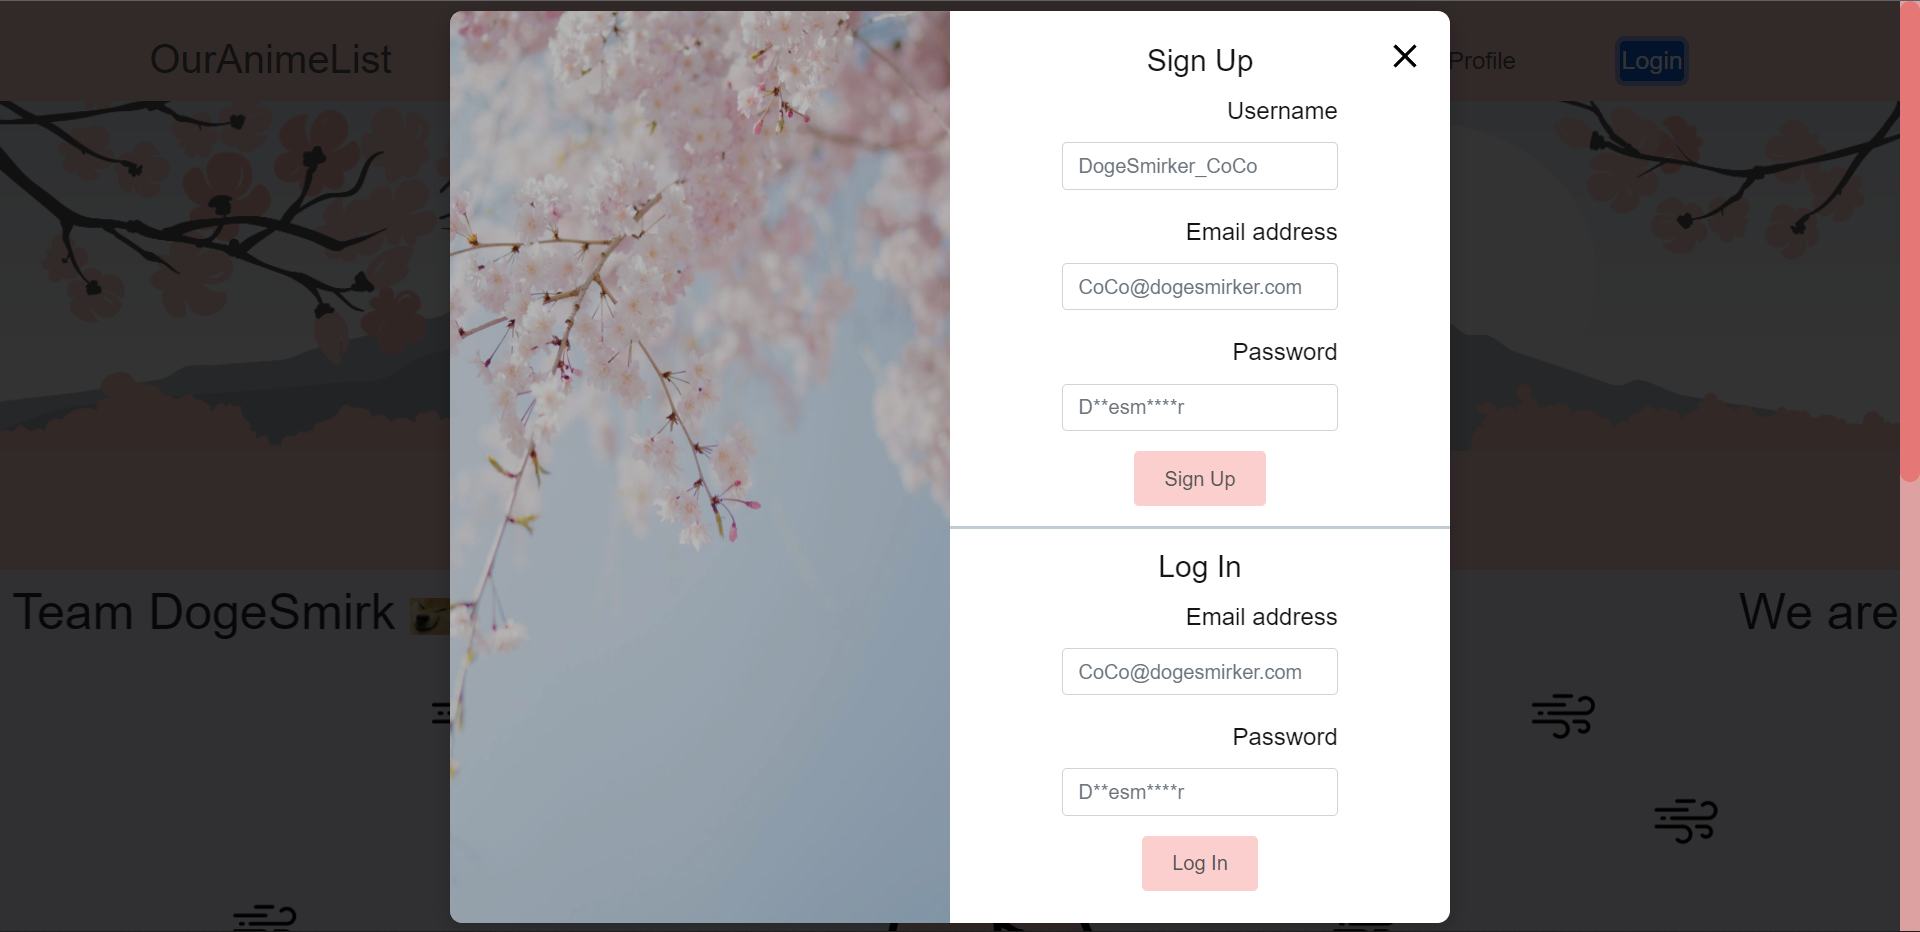 OurAnimeList
Profile
Login
Team DogeSmirk
We are
Sign Up
Username
DogeSmirker_CoCo
Email address
CoCo@dogesmirker.com
Password
D**esm****r
Sign Up
Log In
Email address
CoCo@dogesmirker.com
Password
D**esm****r
Log In